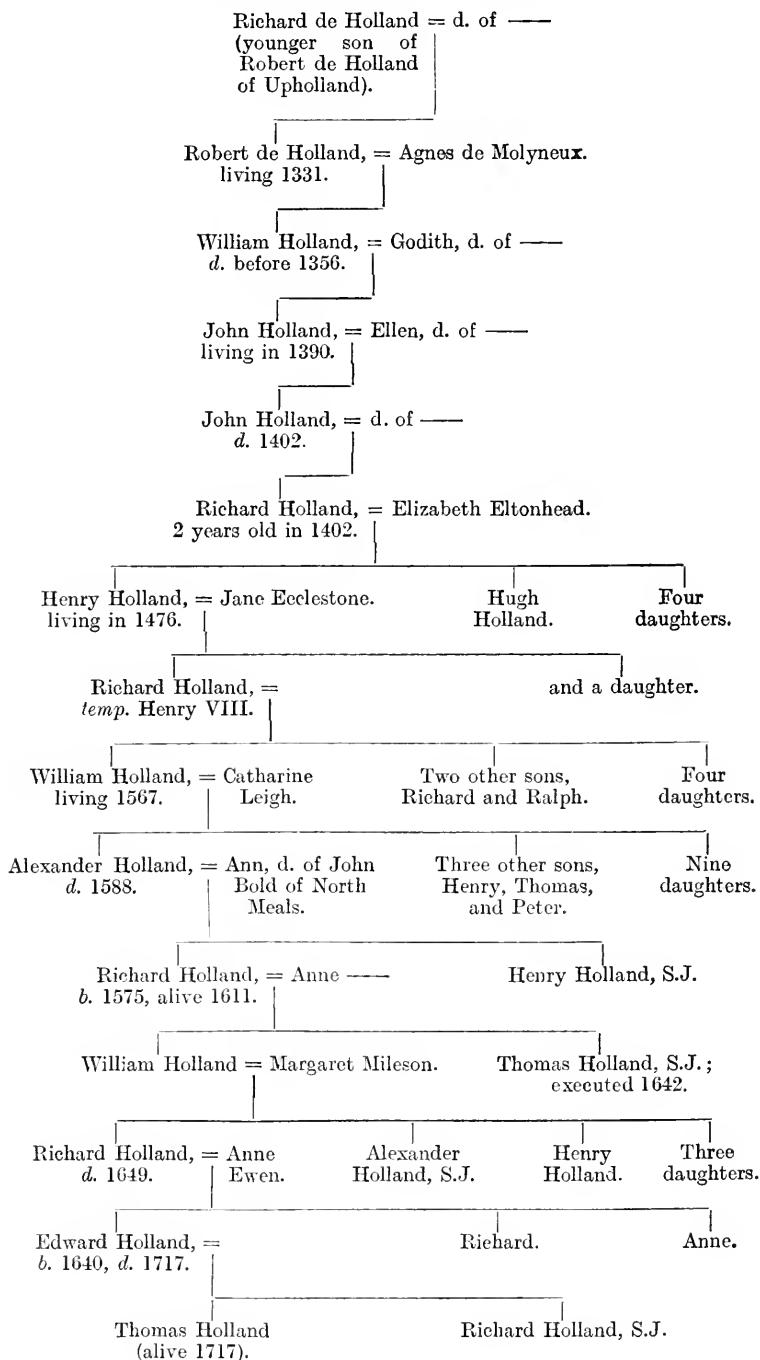 Richard de Holland = d. of ——
(younger son of
Robert de Holland
of Upholland).
Robert de Holland, = Agnes de Molyneux.
living 1331.
William Holland, = Godith, d. of ——
d. before 1356.
John Holland, = Ellen, d. of ——
living in 1390.
John Holland, = d. of ——
d. 1402.
Richard Holland, = Elizabeth Eltonhead.
2 years old in 1402.
Henry Holland, = Jane Ecclestone. Hugh Four
living in 1476. Holland. daughters.
Richard Holland, = and a daughter.
temp. Henry VIII.
William Holland, = Catharine Two other sons, Four
living 1567. Leigh. Richard and Ralph. daughters.
Alexander Holland, = Ann, d. of John Three other sons, Nine
d. 1588. Bold of North Henry, Thomas, daughters.
Meals. and Peter.
Richard Holland, = Anne —— Henry Holland, S.J.
b. 1575, alive 1611.
William Holland = Margaret Mileson. Thomas Holland, S.J.;
executed 1642.
Richard Holland, = Anne Alexander Henry Three
d. 1649. Ewen. Holland, S.J. Holland. daughters.
Edward Holland, = Richard. Anne.
b. 1640, d. 1717.
Thomas Holland Richard Holland, S.J.
(alive 1717).